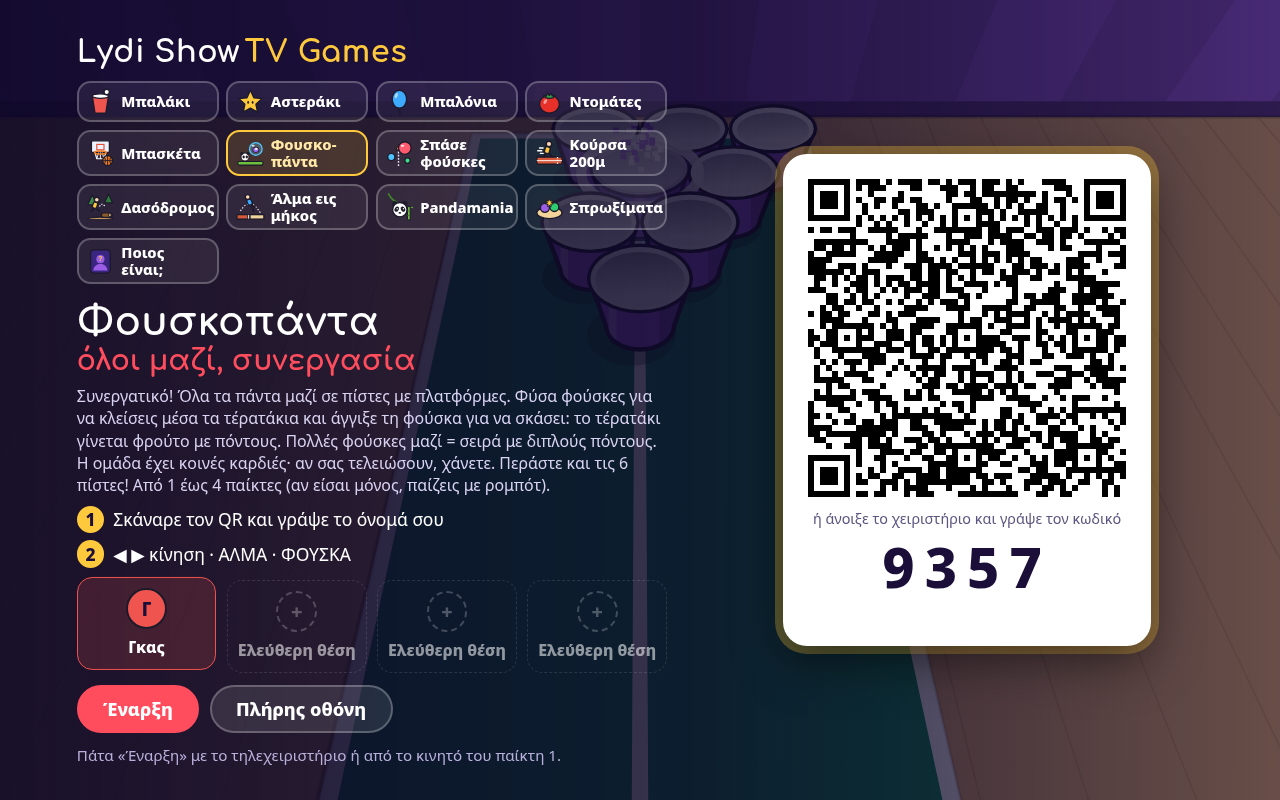 Lydi Show TV Games
Μπαλάκι
Αστεράκι
Μπαλόνια
Ντομάτες
Μπασκέτα
Φουσκο-
πάντα
Σπάσε
φούσκες
Κούρσα
200μ
Δασόδρομος
Άλμα εις
μήκος
Pandamania
Σπρωξίματα
Ποιος
είναι;
Φουσκοπάντα
όλοι μαζί, συνεργασία
Συνεργατικό! Όλα τα πάντα μαζί σε πίστες με πλατφόρμες. Φύσα φούσκες για
να κλείσεις μέσα τα τέρατάκια και άγγιξε τη φούσκα για να σκάσει: το τέρατάκι
γίνεται φρούτο με πόντους. Πολλές φούσκες μαζί = σειρά με διπλούς πόντους.
Η ομάδα έχει κοινές καρδιές· αν σας τελειώσουν, χάνετε. Περάστε και τις 6
πίστες! Από 1 έως 4 παίκτες (αν είσαι μόνος, παίζεις με ρομπότ).
1 Σκάναρε τον QR και γράψε το όνομά σου
2 ◀ ▶ κίνηση · ΑΛΜΑ · ΦΟΥΣΚΑ
Γ
Γκας
+
Ελεύθερη θέση
+
Ελεύθερη θέση
+
Ελεύθερη θέση
Έναρξη
Πλήρης οθόνη
Πάτα «Έναρξη» με το τηλεχειριστήριο ή από το κινητό του παίκτη 1.
ή άνοιξε το χειριστήριο και γράψε τον κωδικό
9357